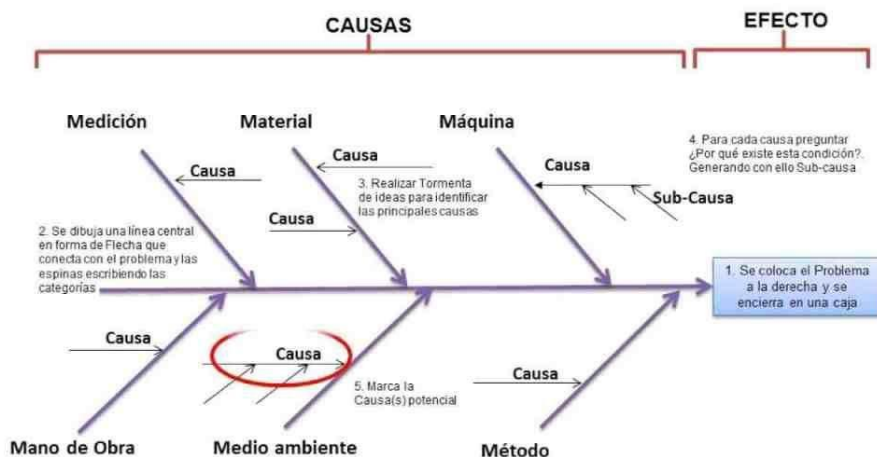 CAUSAS
EFECTO
Medición
Material
Máquina
4. Para cada causa preguntar
¿Por qué existe esta condición?.
Generando con ello Sub-causa
Causa
Causa
Causa
3. Realizar Tormenta
de ideas para identificar
las principales causas
Causa
Sub-Causa
2. Se dibuja una línea central
en forma de Flecha que
conecta con el problema y las
espinas escribiendo las
categorías
1. Se coloca el Problema
a la derecha y se
encierra en una caja
Causa
Causa
5. Marca la
Causa(s) potencial
Causa
Mano de Obra
Medio ambiente
Método